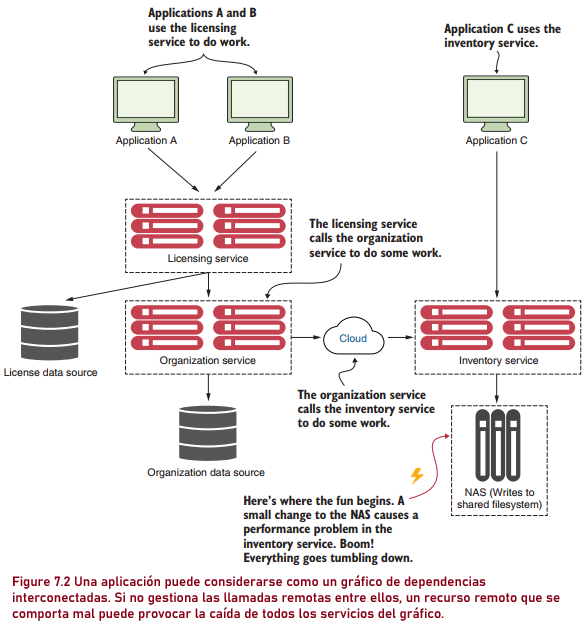 Applications A and B
use the licensing
service to do work.
Application C uses the
inventory service.
Application A
Application B
Application C
Licensing service
The licensing service
calls the organization
service to do some work.
License data source
Organization service
Cloud
Inventory service
The organization service
calls the inventory service
to do some work.
Organization data source
NAS (Writes to
shared filesystem)
Here's where the fun begins. A
small change to the NAS causes a
performance problem in the
inventory service. Boom!
Everything goes tumbling down.
Figure 7.2 Una aplicación puede considerarse como un gráfico de dependencias
interconectadas. Si no gestiona las llamadas remotas entre ellos, un recurso remoto que se
comporta mal puede provocar la caída de todos los servicios del gráfico.